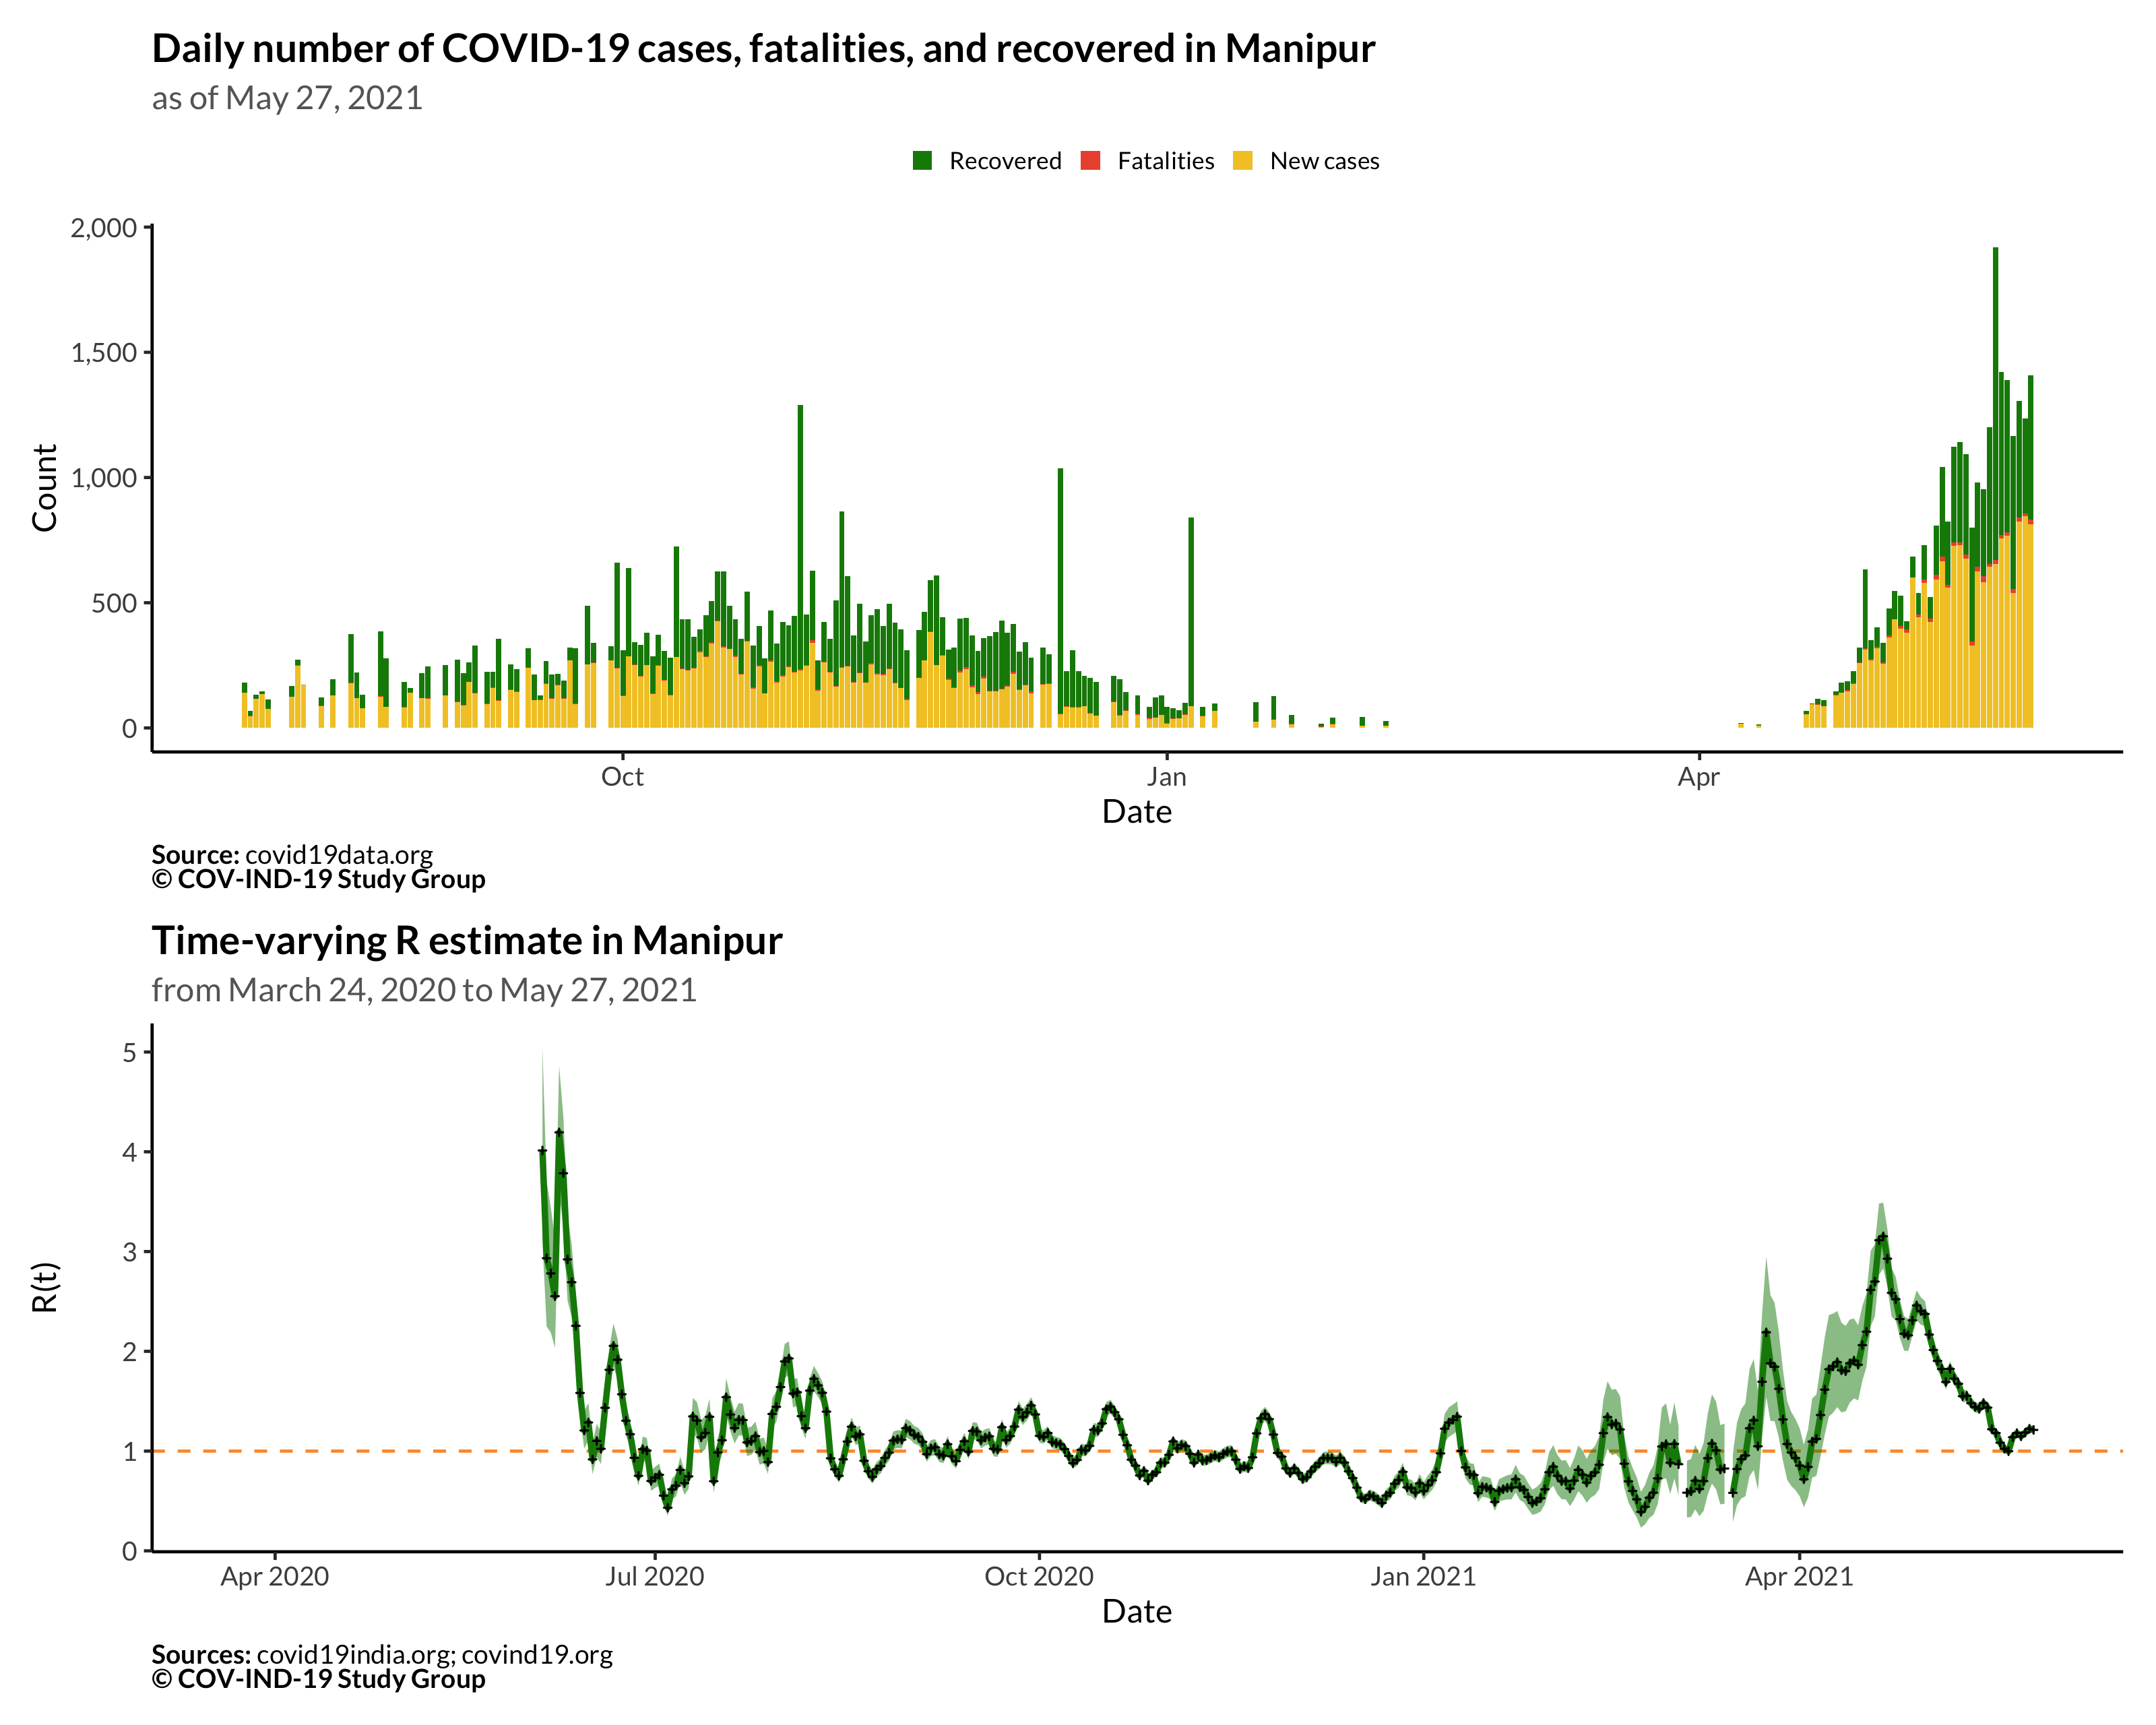 Daily number of COVID-19 cases, fatalities, and recovered in Manipur
as of May 27, 2021
Recovered Fatalities New cases
2,000
1,500
1,000
500
0
Count
Oct Jan Apr
Date
Source: covid19data.org
© COV-IND-19 Study Group
Time-varying R estimate in Manipur
from March 24, 2020 to May 27, 2021
5
4
3
2
1
0
R(t)
Apr 2020 Jul 2020 Oct 2020 Jan 2021 Apr 2021
Date
Sources: covid19india.org; covind19.org
© COV-IND-19 Study Group